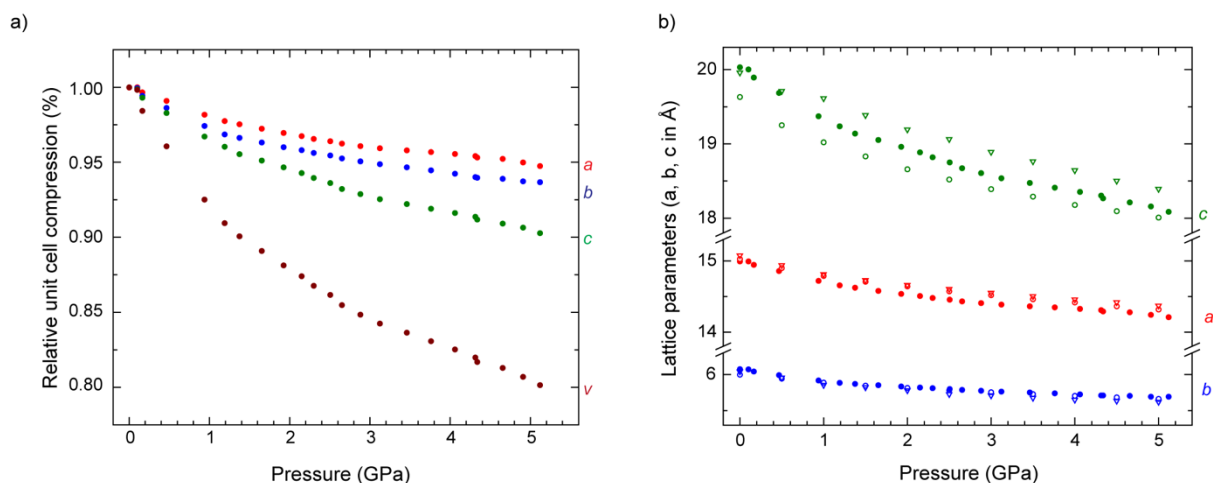 a)
b)
Relative unit cell compression (%)
1.00
0.95
0.90
0.85
0.80
a
b
c
v
0
1
2
3
4
5
Pressure (GPa)
Lattice parameters (a, b, c in Å)
20
19
18
15
14
6
c
a
b
0
1
2
3
4
5
Pressure (GPa)